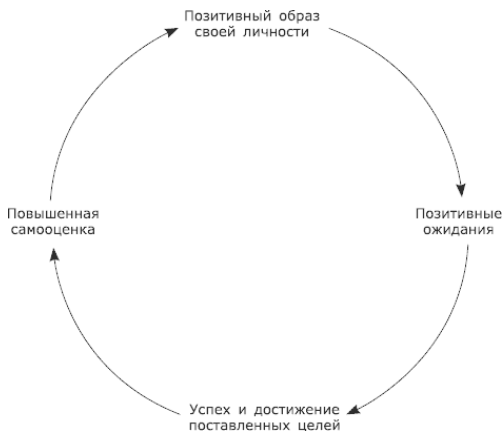 Позитивный образ
своей личности
Повышенная
самооценка
Позитивные
ожидания
Успех и достижение
поставленных целей